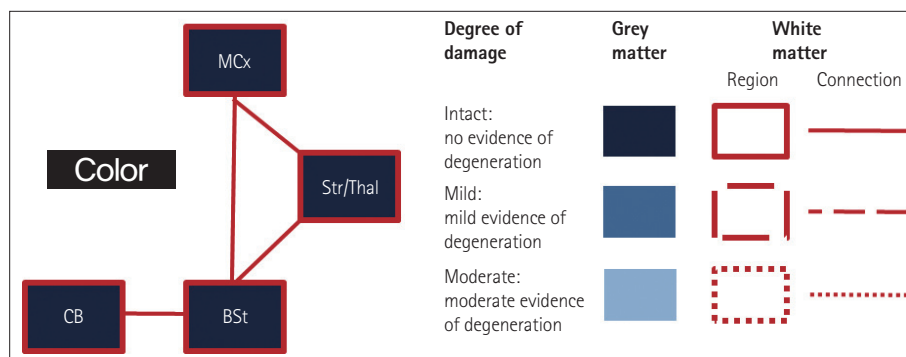 MCx
Color
Str/Thal
CB
BSt
Degree of
damage
Grey
matter
White
matter
Region
Connection
Intact:
no evidence of
degeneration
Mild:
mild evidence of
degeneration
Moderate:
moderate evidence
of degeneration